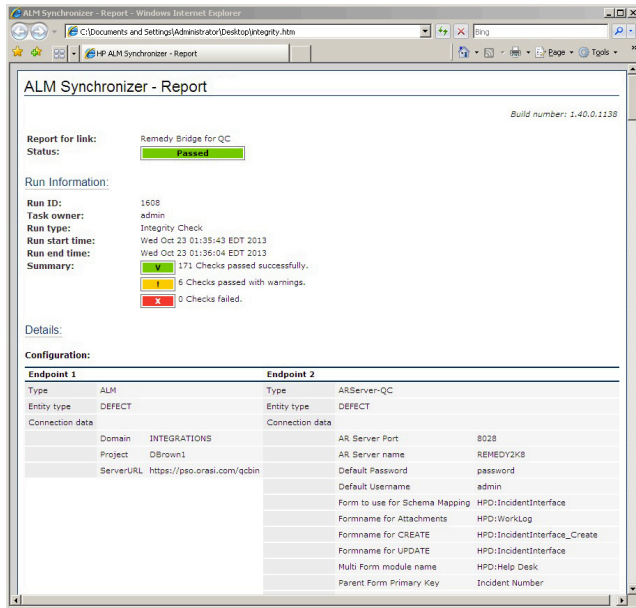 ALM Synchronizer - Report - Windows Internet Explorer
C:\Documents and Settings\Administrator\Desktop\integrity.htm
Bing
HP ALM Synchronizer - Report
Page
Tools
ALM Synchronizer - Report
Build number: 1.40.0.1138
Report for link: Remedy Bridge for QC
Status: Passed
Run Information:
Run ID: 1608
Task owner: admin
Run type: Integrity Check
Run start time: Wed Oct 23 01:35:43 EDT 2013
Run end time: Wed Oct 23 01:36:04 EDT 2013
Summary: V 171 Checks passed successfully.
! 6 Checks passed with warnings.
X 0 Checks failed.
Details:
Configuration:
Endpoint 1 Endpoint 2
Type ALM Type ARServer-QC
Entity type DEFECT Entity type DEFECT
Connection data Connection data
Domain INTEGRATIONS AR Server Port 8028
Project DBrown1 AR Server name REMEDY2K8
ServerURL https://pso.orasi.com/qcbin Default Password password
Default Username admin
Form to use for Schema Mapping HPD:IncidentInterface
Formname for Attachments HPD:WorkLog
Formname for CREATE HPD:IncidentInterface_Create
Formname for UPDATE HPD:IncidentInterface
Multi Form module name HPD:Help Desk
Parent Form Primary Key Incident Number